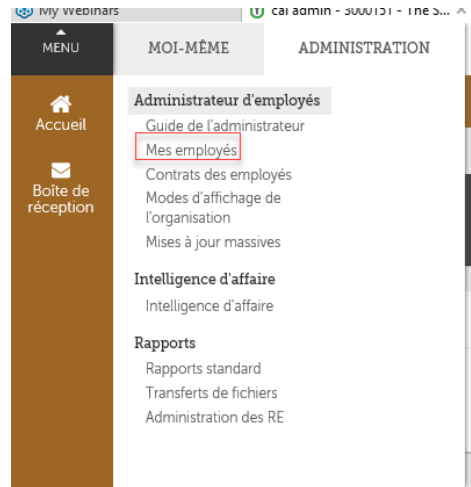 My Webinars
cal admin - 3000151 - The S...
MENU
MOI-MÊME
ADMINISTRATION
Accueil
Boîte de
réception
Administrateur d'employés
Guide de l'administrateur
Mes employés
Contrats des employés
Modes d'affichage de
l'organisation
Mises à jour massives
Intelligence d'affaire
Intelligence d'affaire
Rapports
Rapports standard
Transferts de fichiers
Administration des RE